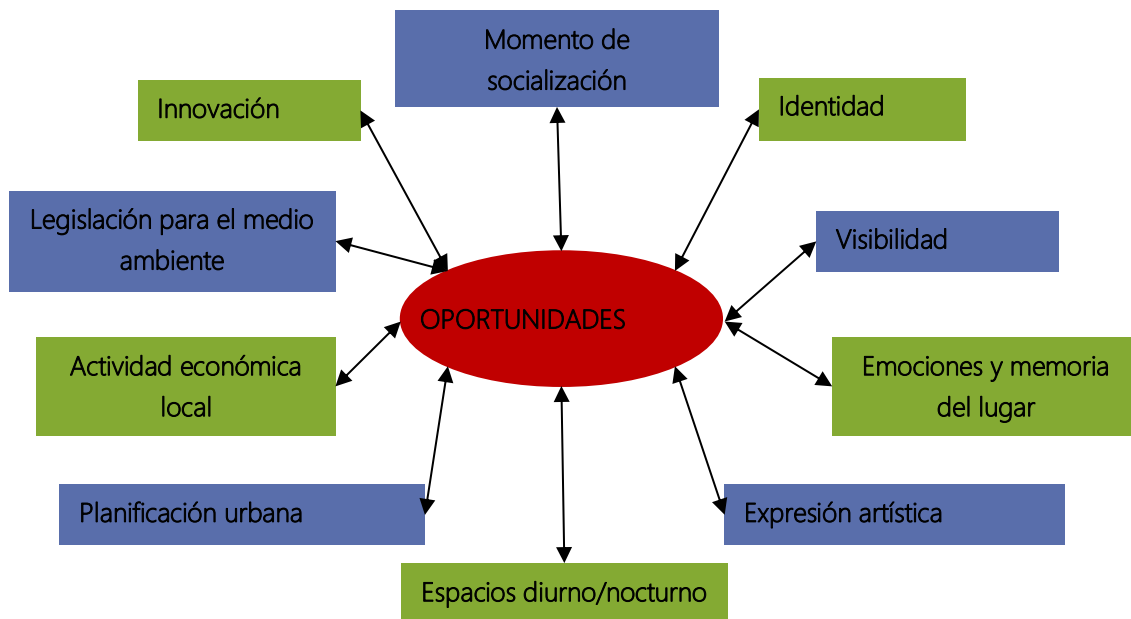 Momento de
socialización
Innovación
Identidad
Legislación para el medio
ambiente
Visibilidad
OPORTUNIDADES
Actividad económica
local
Emociones y memoria
del lugar
Planificación urbana
Expresión artística
Espacios diurno/nocturno